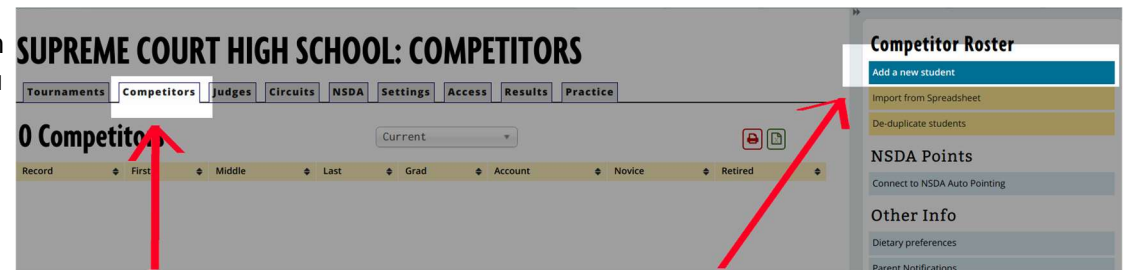 SUPREME COURT HIGH SCHOOL: COMPETITORS
Tournaments Competitors Judges Circuits NSDA Settings Access Results Practice
0 Competitors
Current
Record First Middle Last Grad Account Novice Retired
Competitor Roster
Add a new student
Import from Spreadsheet
De-duplicate students
NSDA Points
Connect to NSDA Auto Pointing
Other Info
Dietary preferences
Parent Notifications